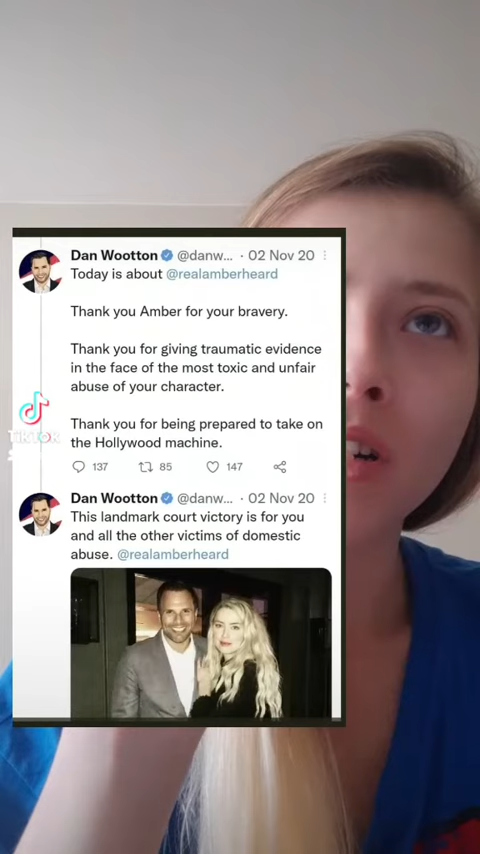 Dan Wootton @danw... · 02 Nov 20
Today is about @realamberheard
Thank you Amber for your bravery.
Thank you for giving traumatic evidence
in the face of the most toxic and unfair
abuse of your character.
Thank you for being prepared to take on
the Hollywood machine.
137 85 147
TikTok
Dan Wootton @danw... · 02 Nov 20
This landmark court victory is for you
and all the other victims of domestic
abuse. @realamberheard